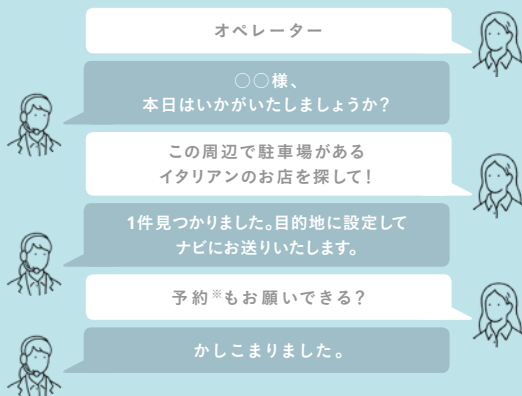 オペレーター
○○様、
本日はいかがいたしましょうか?
この周辺で駐車場がある
イタリアンのお店を探して!
1件見つかりました。目的地に設定して
ナビにお送りいたします。
予約※もお願いできる?
かしこまりました。